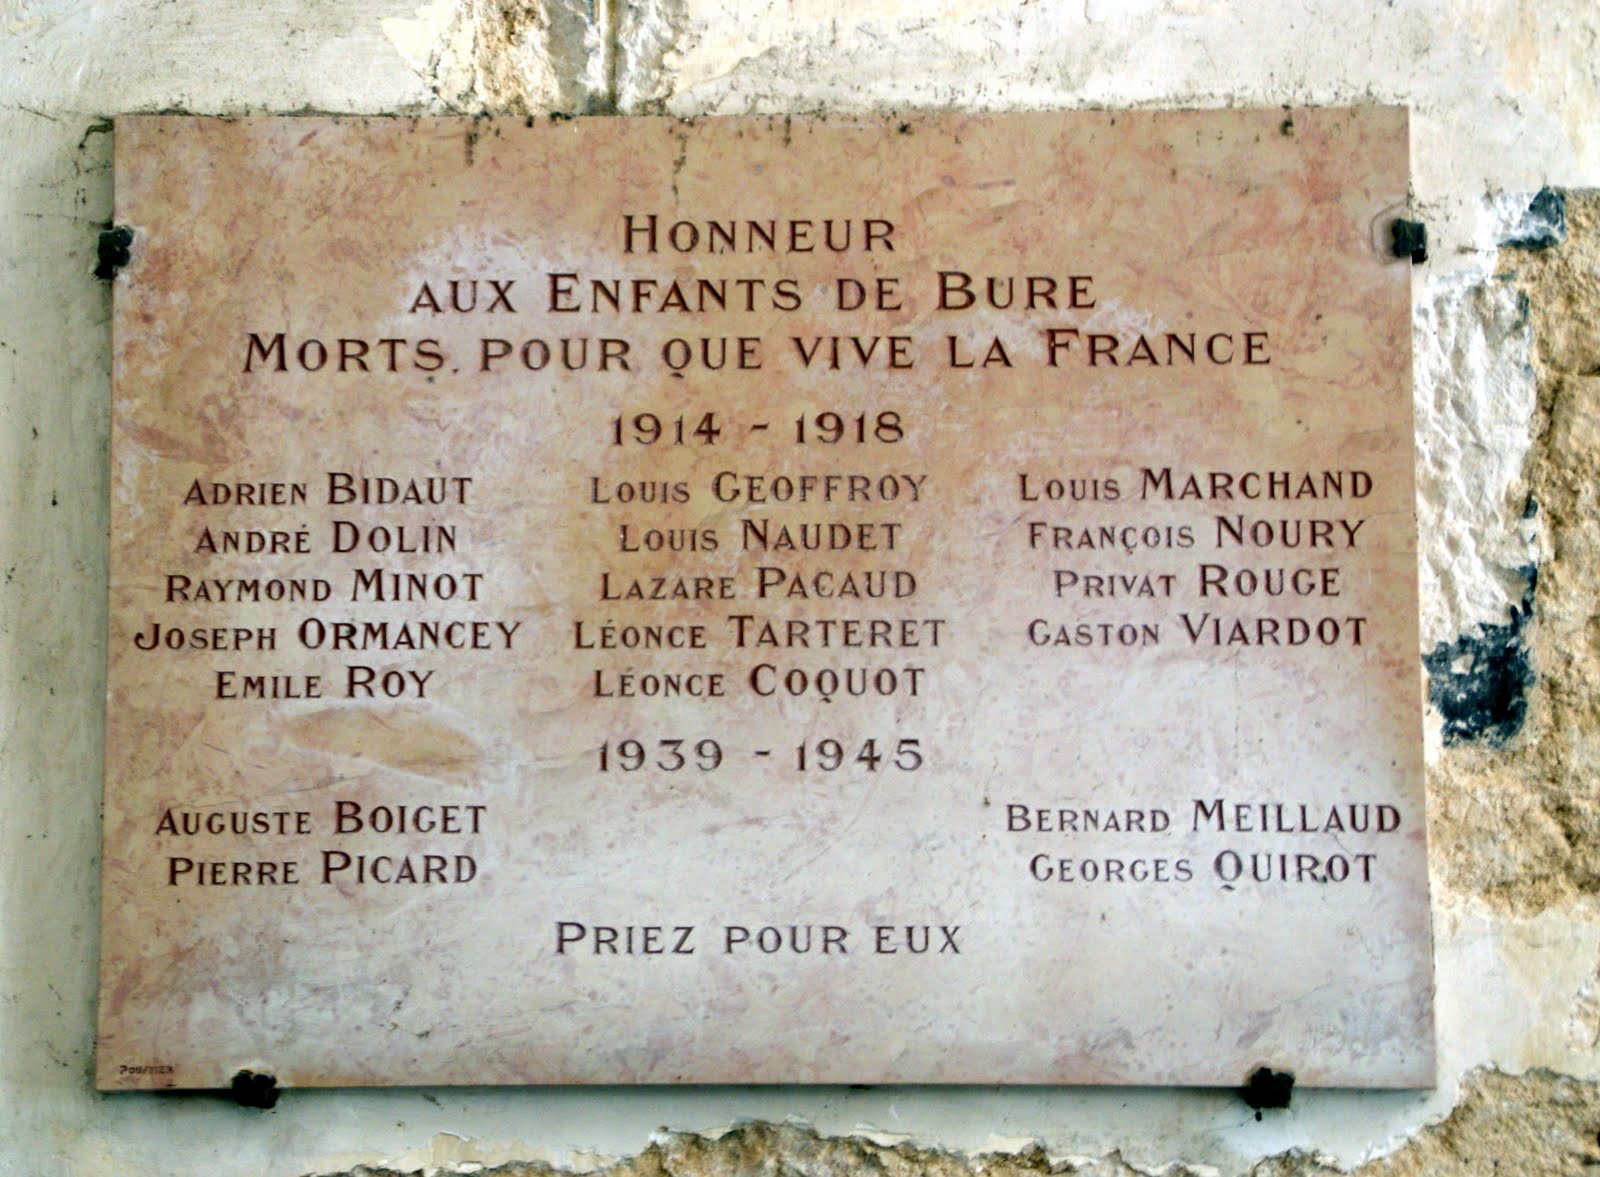 HONNEUR
AUX ENFANTS DE BURE
MORTS. POUR QUE VIVE LA FRANCE
1914 - 1918
ADRIEN BIDAUT LOUIS GEOFFROY LOUIS MARCHAND
ANDRÉ DOLIN LOUIS NAUDET FRANÇOIS NOURY
RAYMOND MINOT LAZARE PACAUD PRIVAT ROUGE
JOSEPH ORMANCEY LÉONCE TARTERET GASTON VIARDOT
EMILE ROY LÉONCE COQUOT
1939 - 1945
AUGUSTE BOIGET BERNARD MEILLAUD
PIERRE PICARD GEORGES QUIROT
PRIEZ POUR EUX